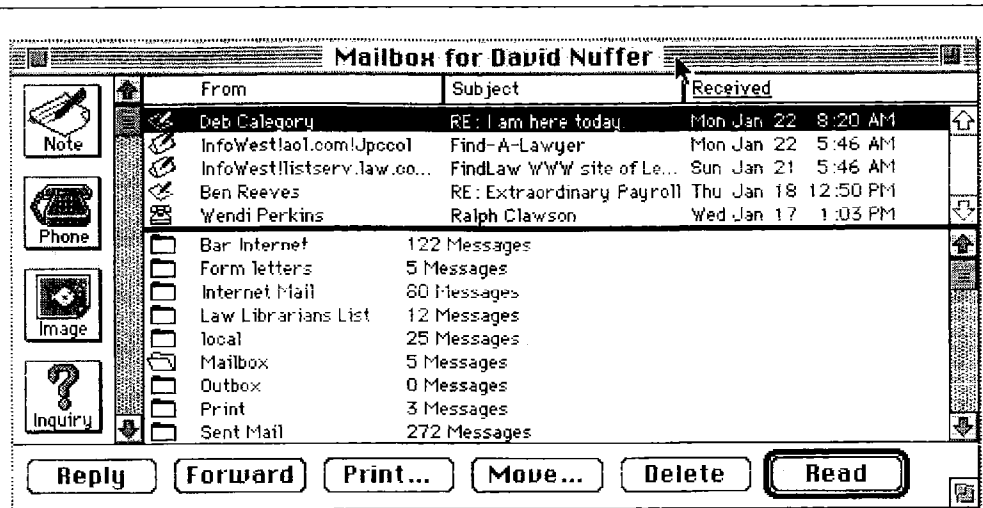 Mailbox for David Nuffer
From Subject Received
Deb Calegory RE: I am here today. Mon Jan 22 8:20 AM
InfoWest!aol.com!Jpccol Find-A-Lawyer Mon Jan 22 5:46 AM
InfoWest!listserv.law.co... FindLaw WWW site of Le... Sun Jan 21 5:46 AM
Ben Reeves RE: Extraordinary Payroll Thu Jan 18 12:50 PM
Wendi Perkins Ralph Clawson Wed Jan 17 1:03 PM
Note
Phone
Image
Inquiry
Bar Internet 122 Messages
Form letters 5 Messages
Internet Mail 60 Messages
Law Librarians List 12 Messages
local 25 Messages
Mailbox 5 Messages
Outbox 0 Messages
Print 3 Messages
Sent Mail 272 Messages
Reply Forward Print... Move... Delete Read